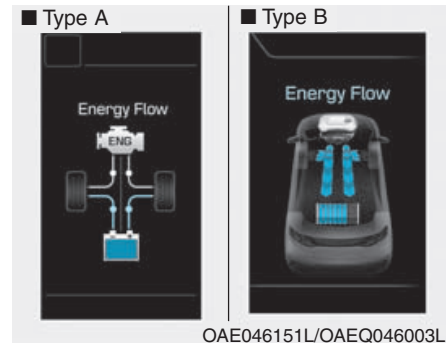 ■ Type A
■ Type B
Energy Flow
ENG
Energy Flow
OAE046151L/OAEQ046003L